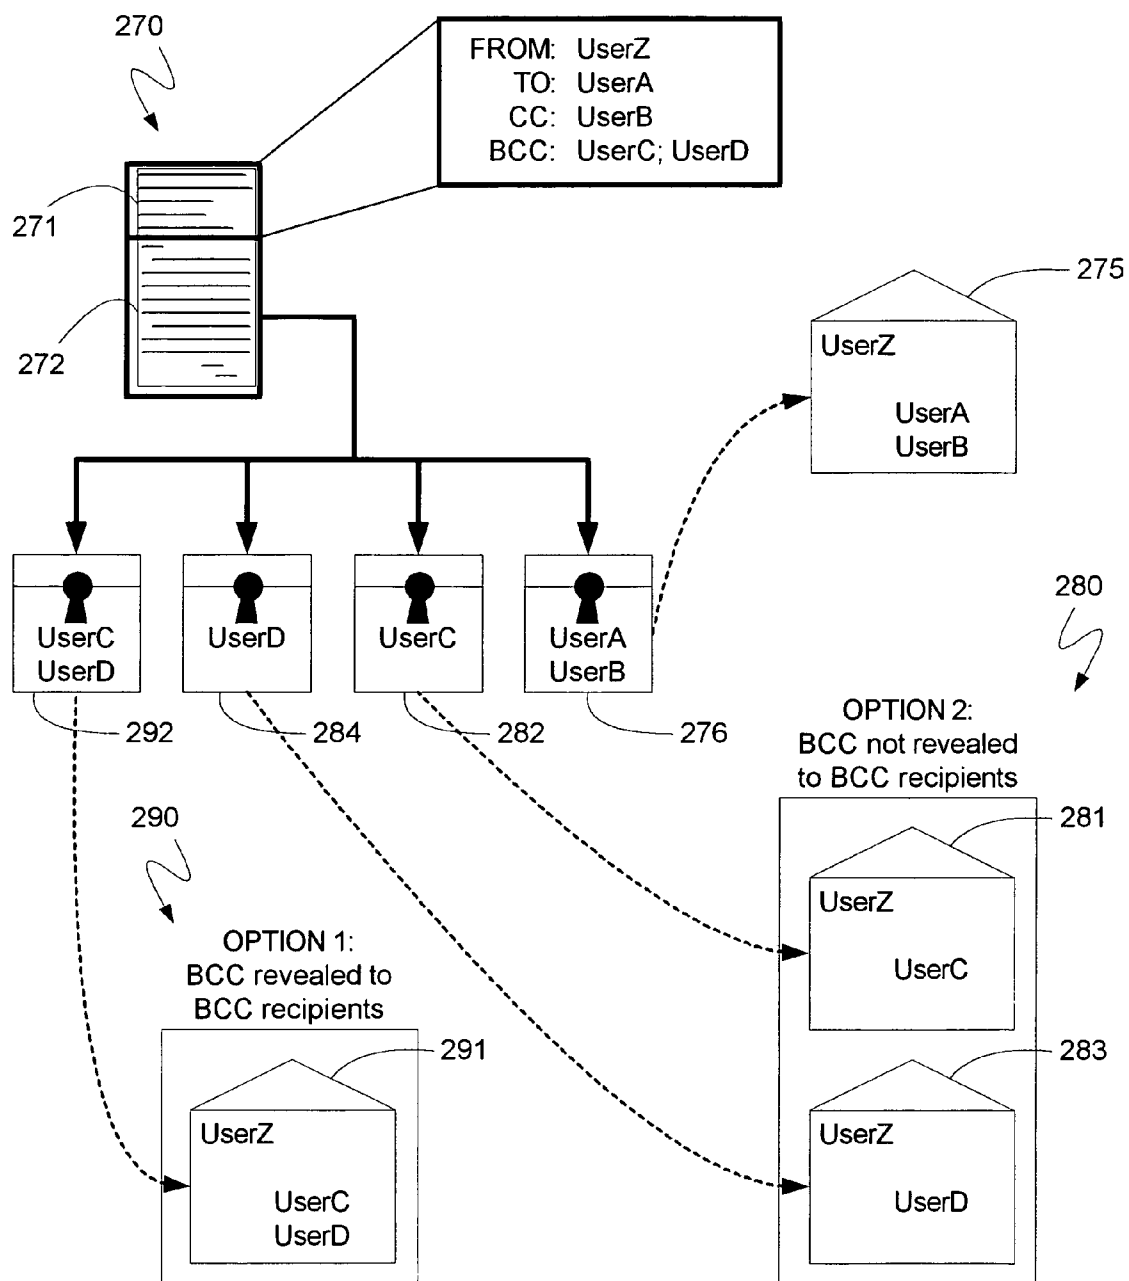 270
FROM: UserZ
TO: UserA
CC: UserB
BCC: UserC; UserD
271
272
275
UserZ
UserA
UserB
UserC
UserD
292
UserD
284
UserC
282
UserA
UserB
276
280
OPTION 2:
BCC not revealed
to BCC recipients
281
UserZ
UserC
283
UserZ
UserD
290
OPTION 1:
BCC revealed to
BCC recipients
291
UserZ
UserC
UserD